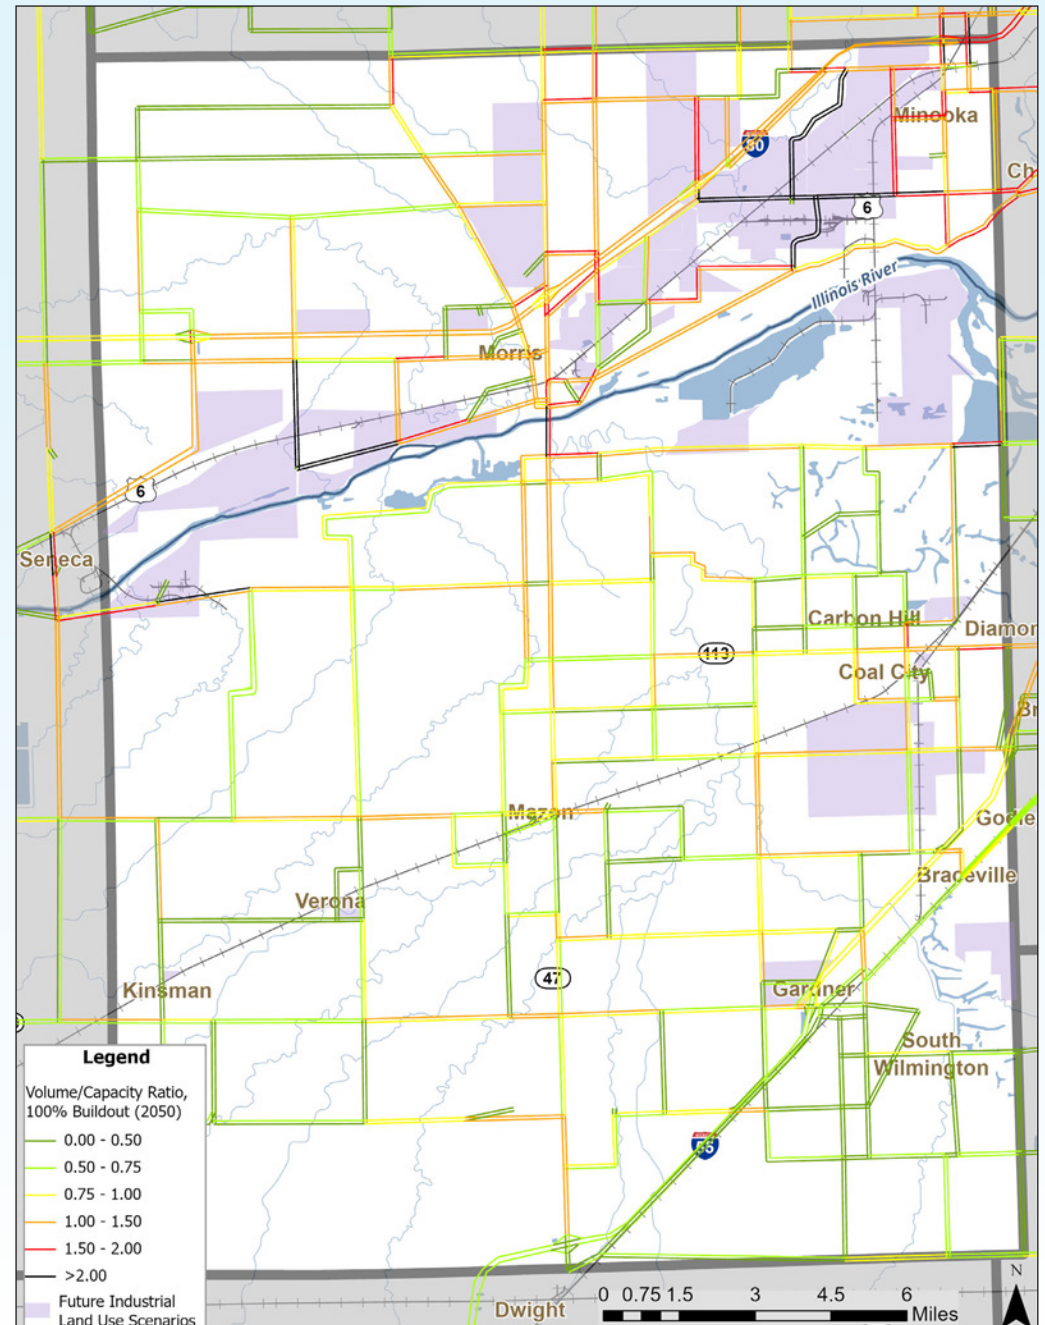 Minooka
80
Ch
6
Illinois River
Morris
6
Seneca
Carbon Hill
Diamon
113
Coal City
Br
Mazon
Godle
Braceville
Verona
47
Kinsman
Gardner
South
Wilmington
55
Legend
Volume/Capacity Ratio,
100% Buildout (2050)
0.00 - 0.50
0.50 - 0.75
0.75 - 1.00
1.00 - 1.50
1.50 - 2.00
>2.00
Future Industrial
Land Use Scenarios
Dwight
0 0.75 1.5 3 4.5 6
Miles
N